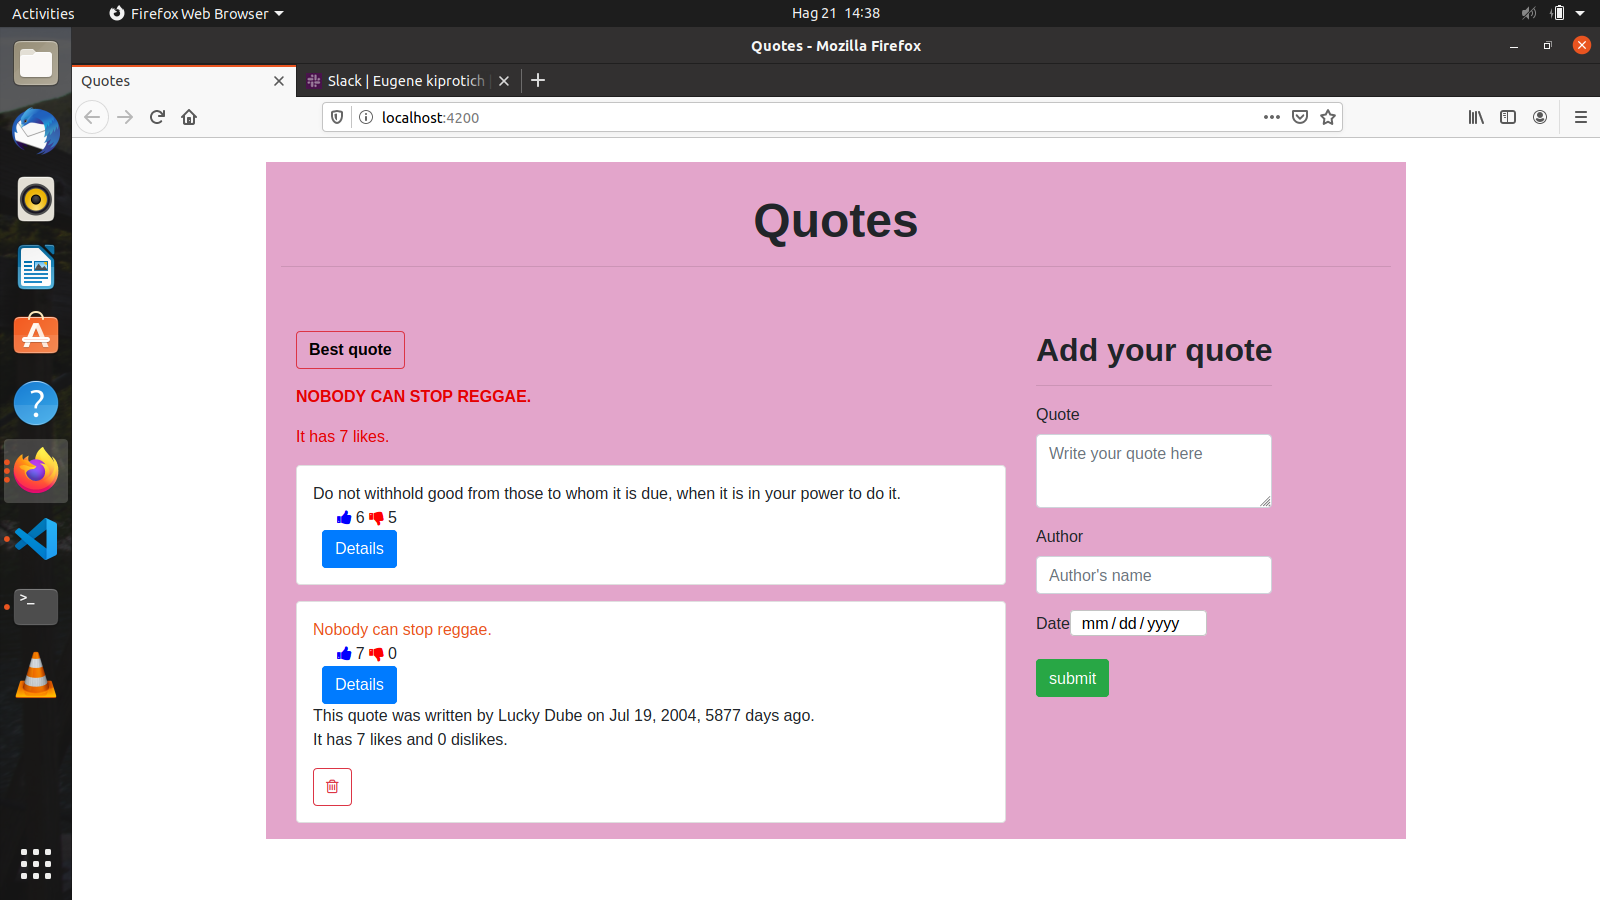 Activities
Firefox Web Browser
Hag 21 14:38
Quotes - Mozilla Firefox
Quotes
Slack | Eugene kiprotich
localhost:4200
Quotes
Best quote
NOBODY CAN STOP REGGAE.
It has 7 likes.
Do not withhold good from those to whom it is due, when it is in your power to do it.
6 5
Details
Nobody can stop reggae.
7 0
Details
This quote was written by Lucky Dube on Jul 19, 2004, 5877 days ago.
It has 7 likes and 0 dislikes.
Add your quote
Quote
Write your quote here
Author
Author's name
Date mm/dd/yyyy
submit